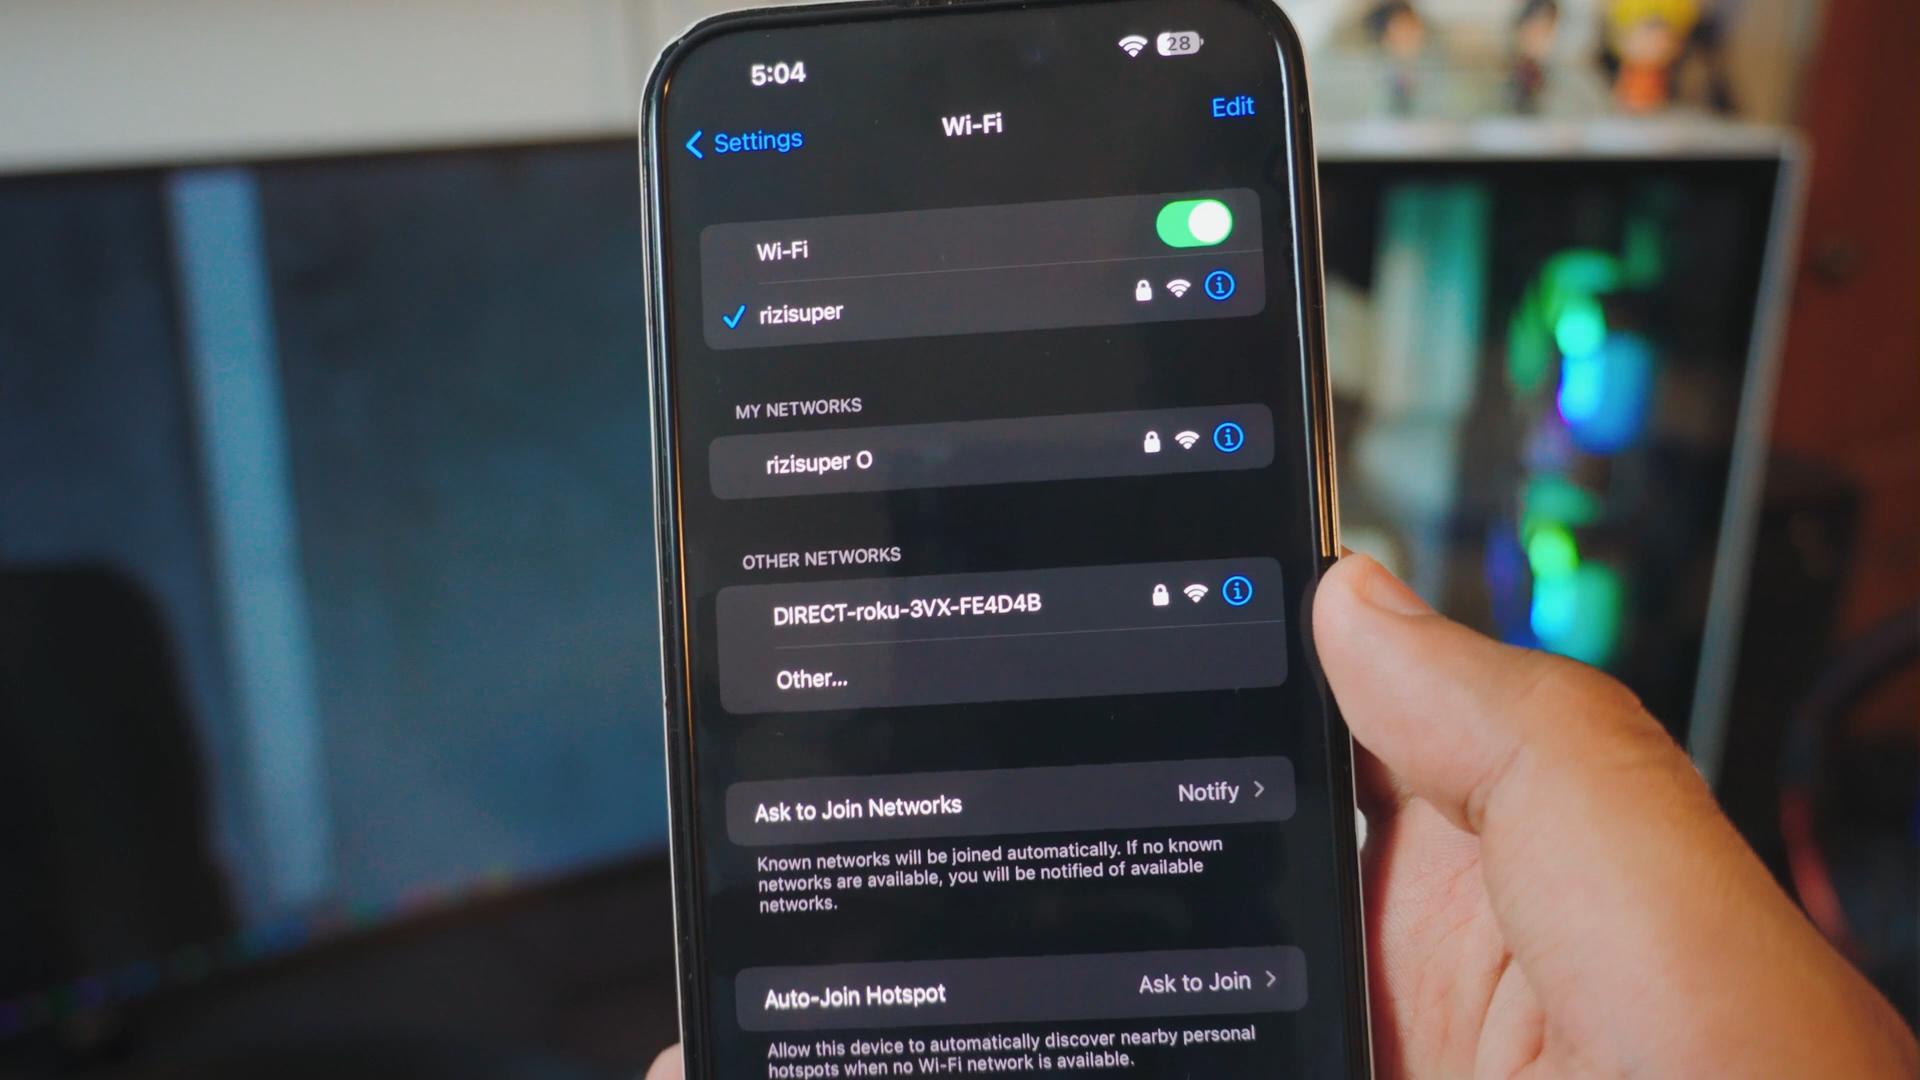 5:04
28
Settings
Wi-Fi
Edit
Wi-Fi
rizisuper
MY NETWORKS
rizisuper O
OTHER NETWORKS
DIRECT-roku-3VX-FE4D4B
Other...
Ask to Join Networks Notify
Known networks will be joined automatically. If no known
networks are available, you will be notified of available
networks.
Auto-Join Hotspot Ask to Join
Allow this device to automatically discover nearby personal
hotspots when no Wi-Fi network is available.